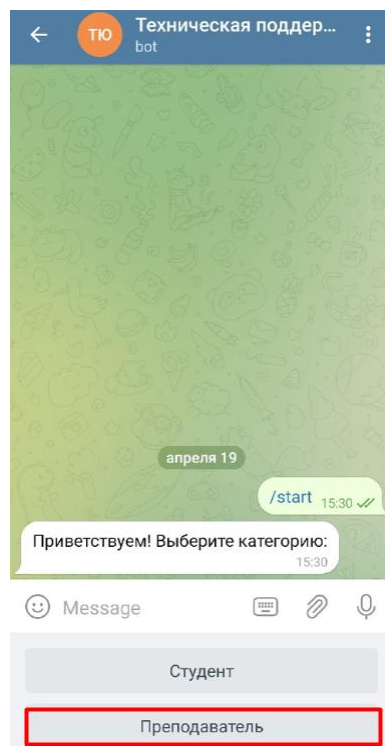 Техническая поддер...
ТЮ
bot
апреля 19
/start 15:30
Приветствуем! Выберите категорию:
15:30
Message
Студент
Преподаватель